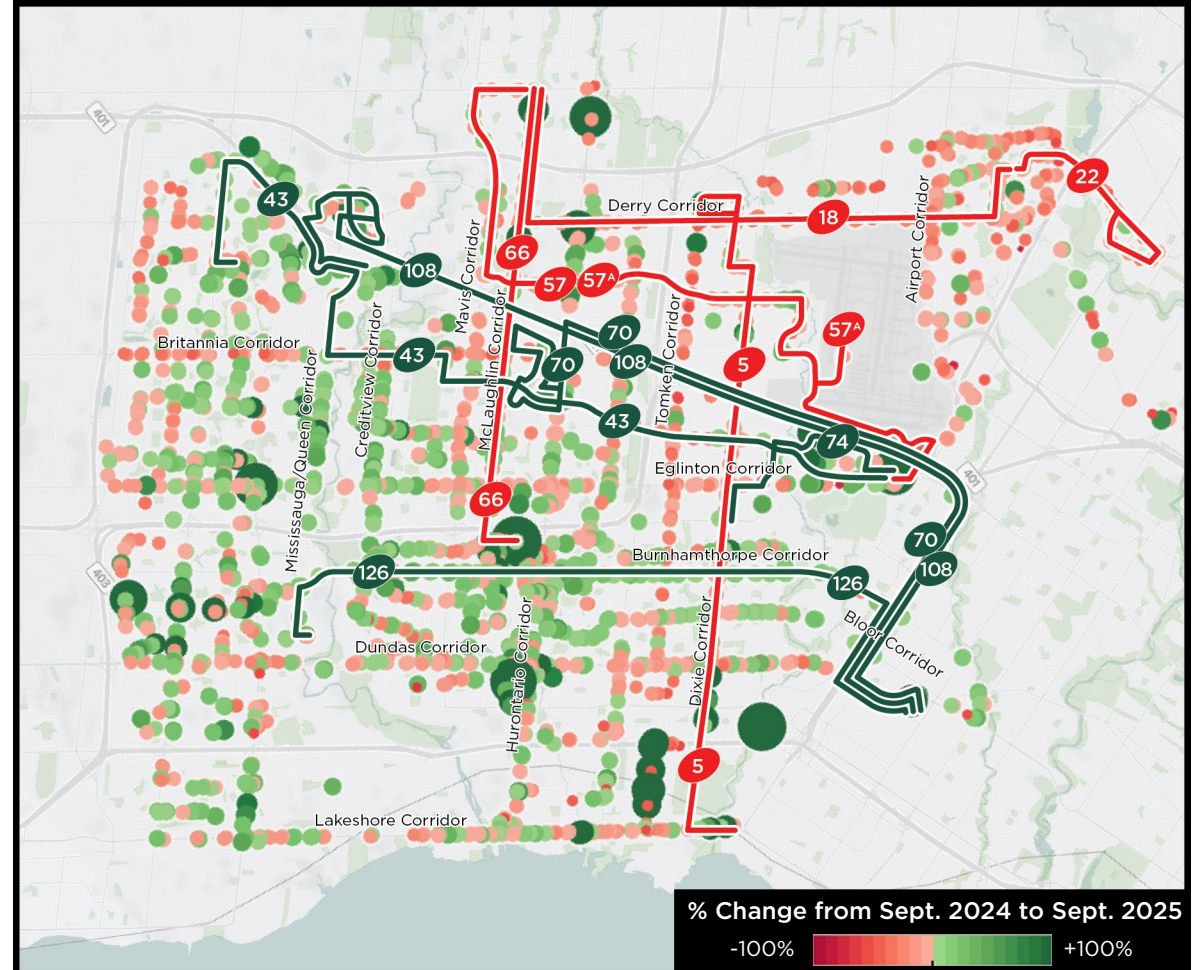 401
43
22
Derry Corridor
18
Airport Corridor
66
108
57
57A
Mavis Corridor
57A
70
108
70
Britannia Corridor
43
5
McLaughlin Corridor
Tomken Corridor
Creditview Corridor
Mississauga/Queen Corridor
43
74
Eglinton Corridor
401
66
70
108
Burnhamthorpe Corridor
126
126
403
Bloor Corridor
Dundas Corridor
Hurontario Corridor
Dixie Corridor
5
Lakeshore Corridor
% Change from Sept. 2024 to Sept. 2025
-100% +100%